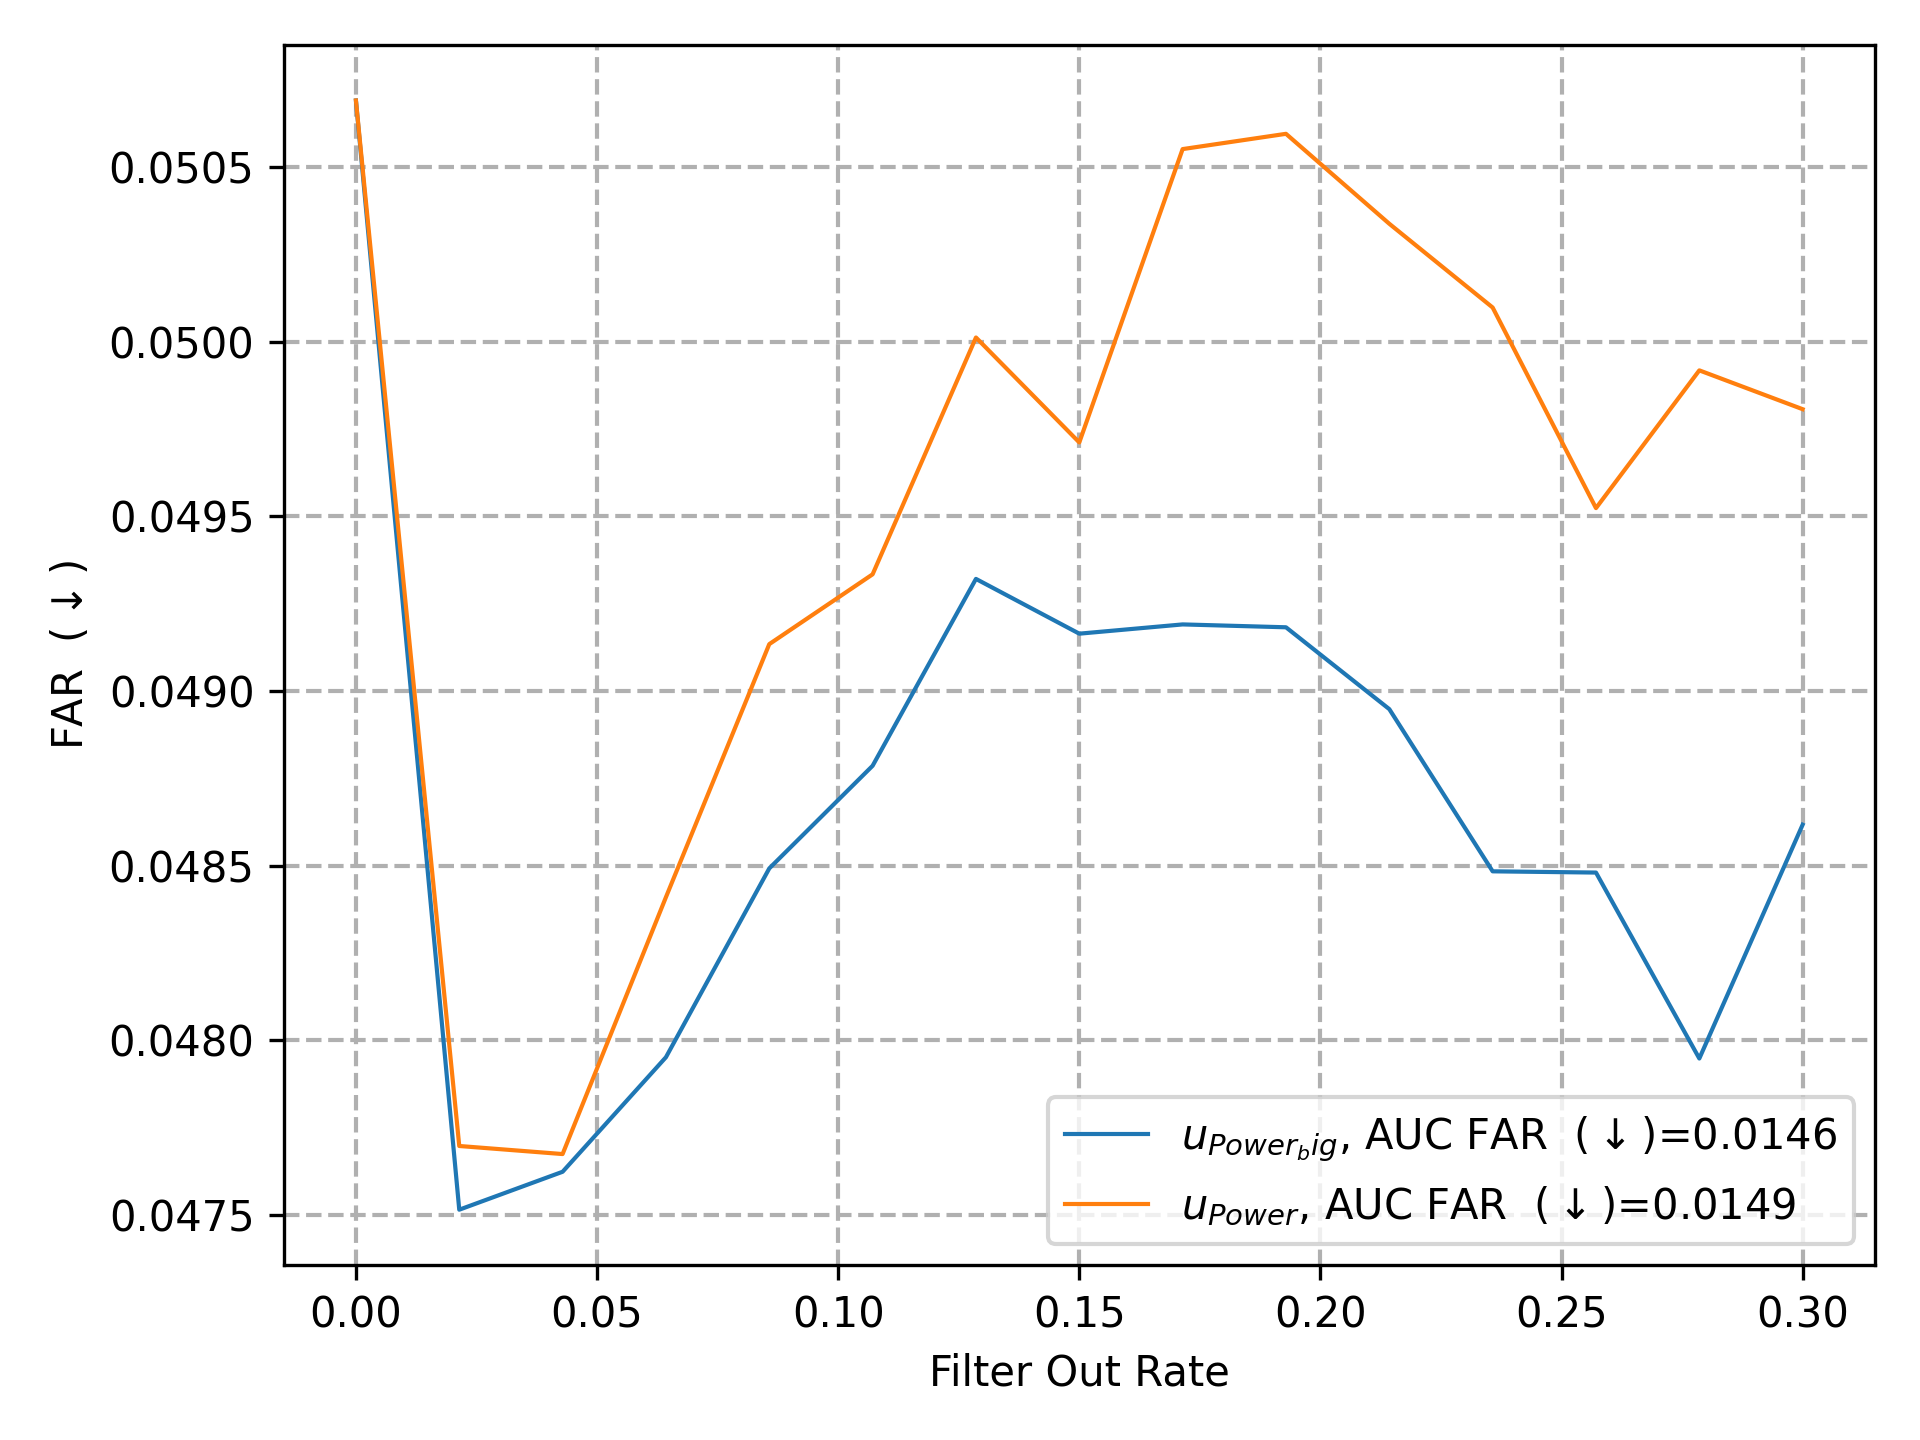 0.0505
0.0500
0.0495
0.0490
0.0485
0.0480
0.0475
FAR (↓)
u_{Power_big}, AUC FAR (↓)=0.0146
u_{Power}, AUC FAR (↓)=0.0149
0.00 0.05 0.10 0.15 0.20 0.25 0.30
Filter Out Rate